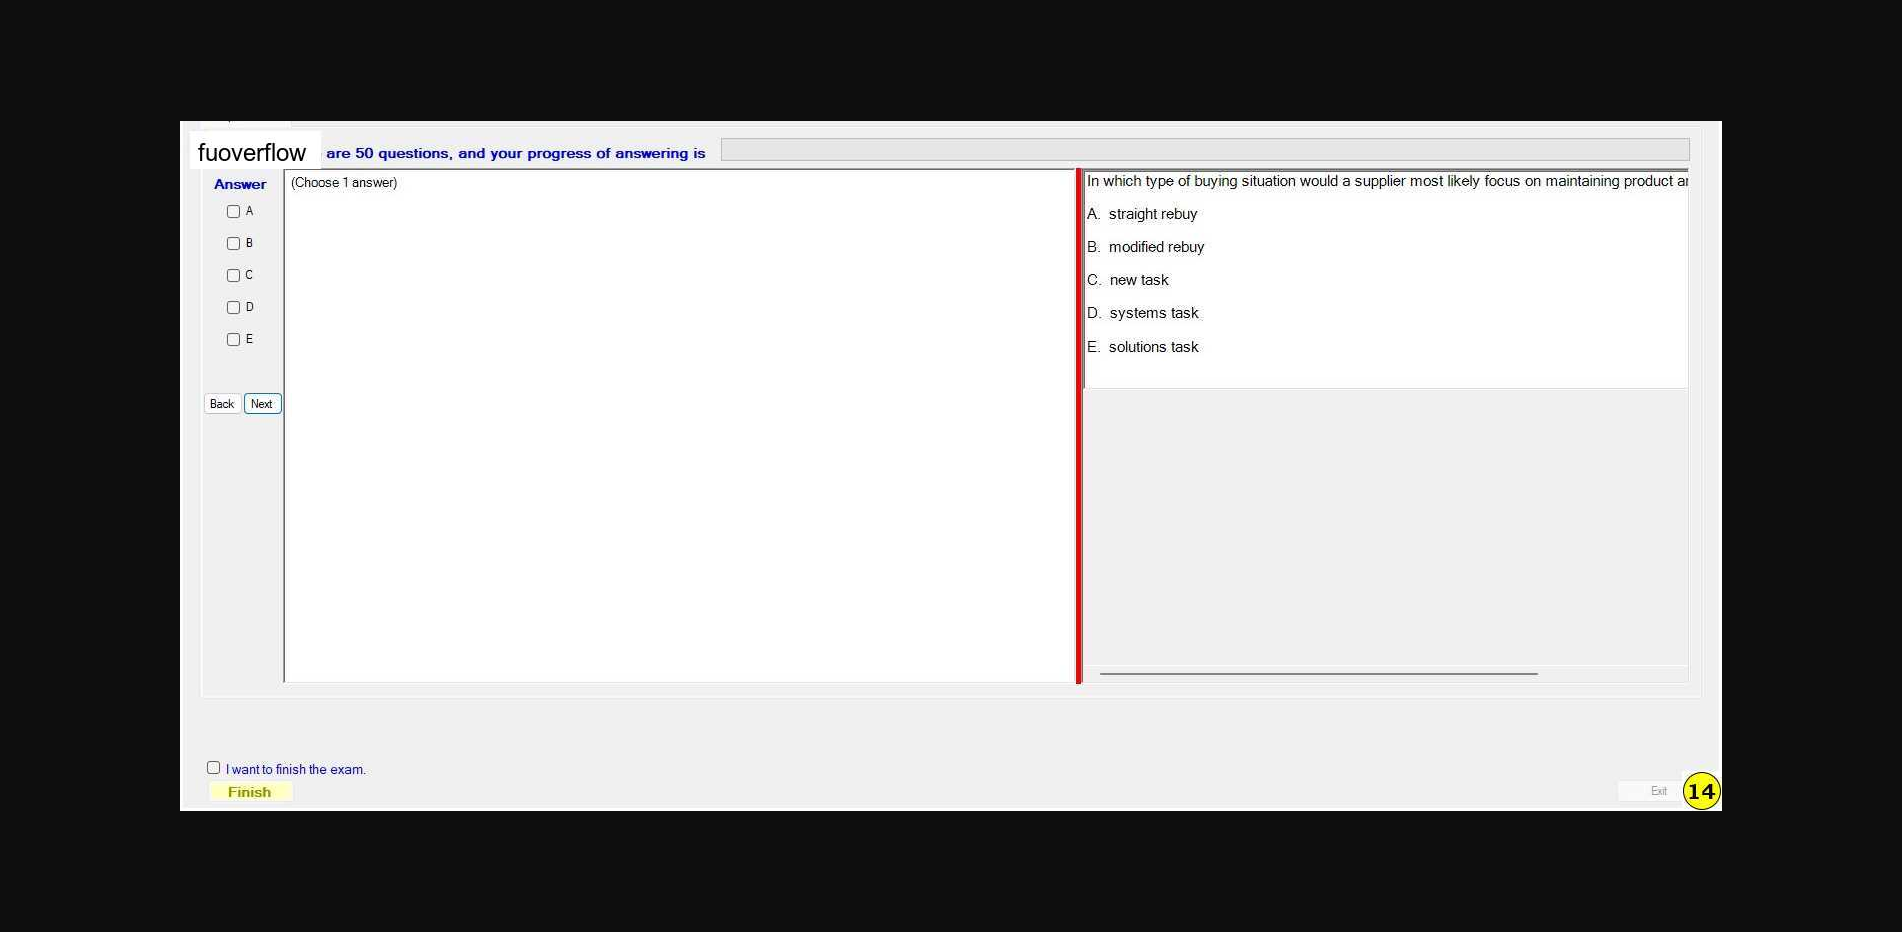 fuoverflow are 50 questions, and your progress of answering is
Answer
A
B
C
D
E
Back Next
(Choose 1 answer)
In which type of buying situation would a supplier most likely focus on maintaining product
A. straight rebuy
B. modified rebuy
C. new task
D. systems task
E. solutions task
I want to finish the exam.
Finish
Exit
14